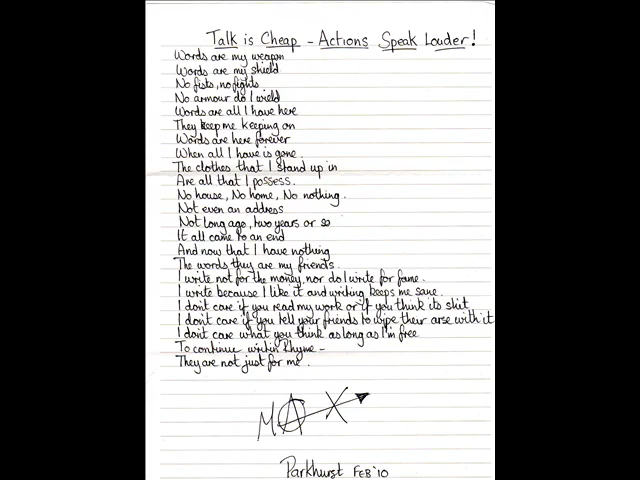 Talk is Cheap - Actions Speak Louder!
Words are my weapon
Words are my shield
No fists, no fights.
No armour do I wield
Words are all I have here
They keep me keeping on
Words are here forever
When all I have is gone.
The clothes that I stand up in
Are all that I possess.
No house, No home, No nothing.
Not even an address
Not long ago, two years or so
It all came to an end
And now that I have nothing
The words they are my friends.
I write not for the money, nor do I write for fame.
I write because I like it and writing keeps me sane.
I dont care if you read my work or if you think its shit
I dont care if you tell your friends to wipe their arse with it
I dont care what you think as long as I'm free
To continue writin Rhyme -
They are not just for me.
MAX
Parkhurst FEB '10